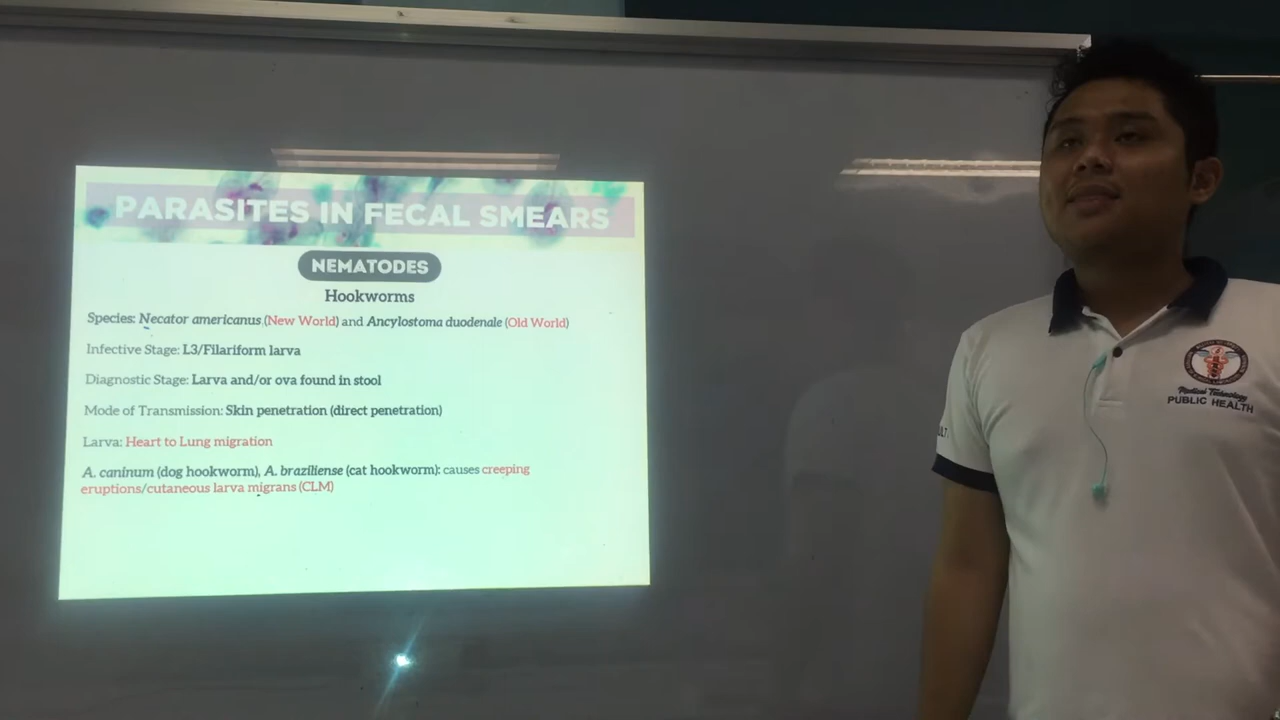 PARASITES IN FECAL SMEARS
NEMATODES
Hookworms
Species: Necator americanus (New World) and Ancylostoma duodenale (Old World)
Infective Stage: L3/Filariform larva
Diagnostic Stage: Larva and/or ova found in stool
Mode of Transmission: Skin penetration (direct penetration)
Larva: Heart to Lung migration
A. caninum (dog hookworm), A. braziliense (cat hookworm): causes creeping
eruptions/cutaneous larva migrans (CLM)
Medical Technology
PUBLIC HEALTH